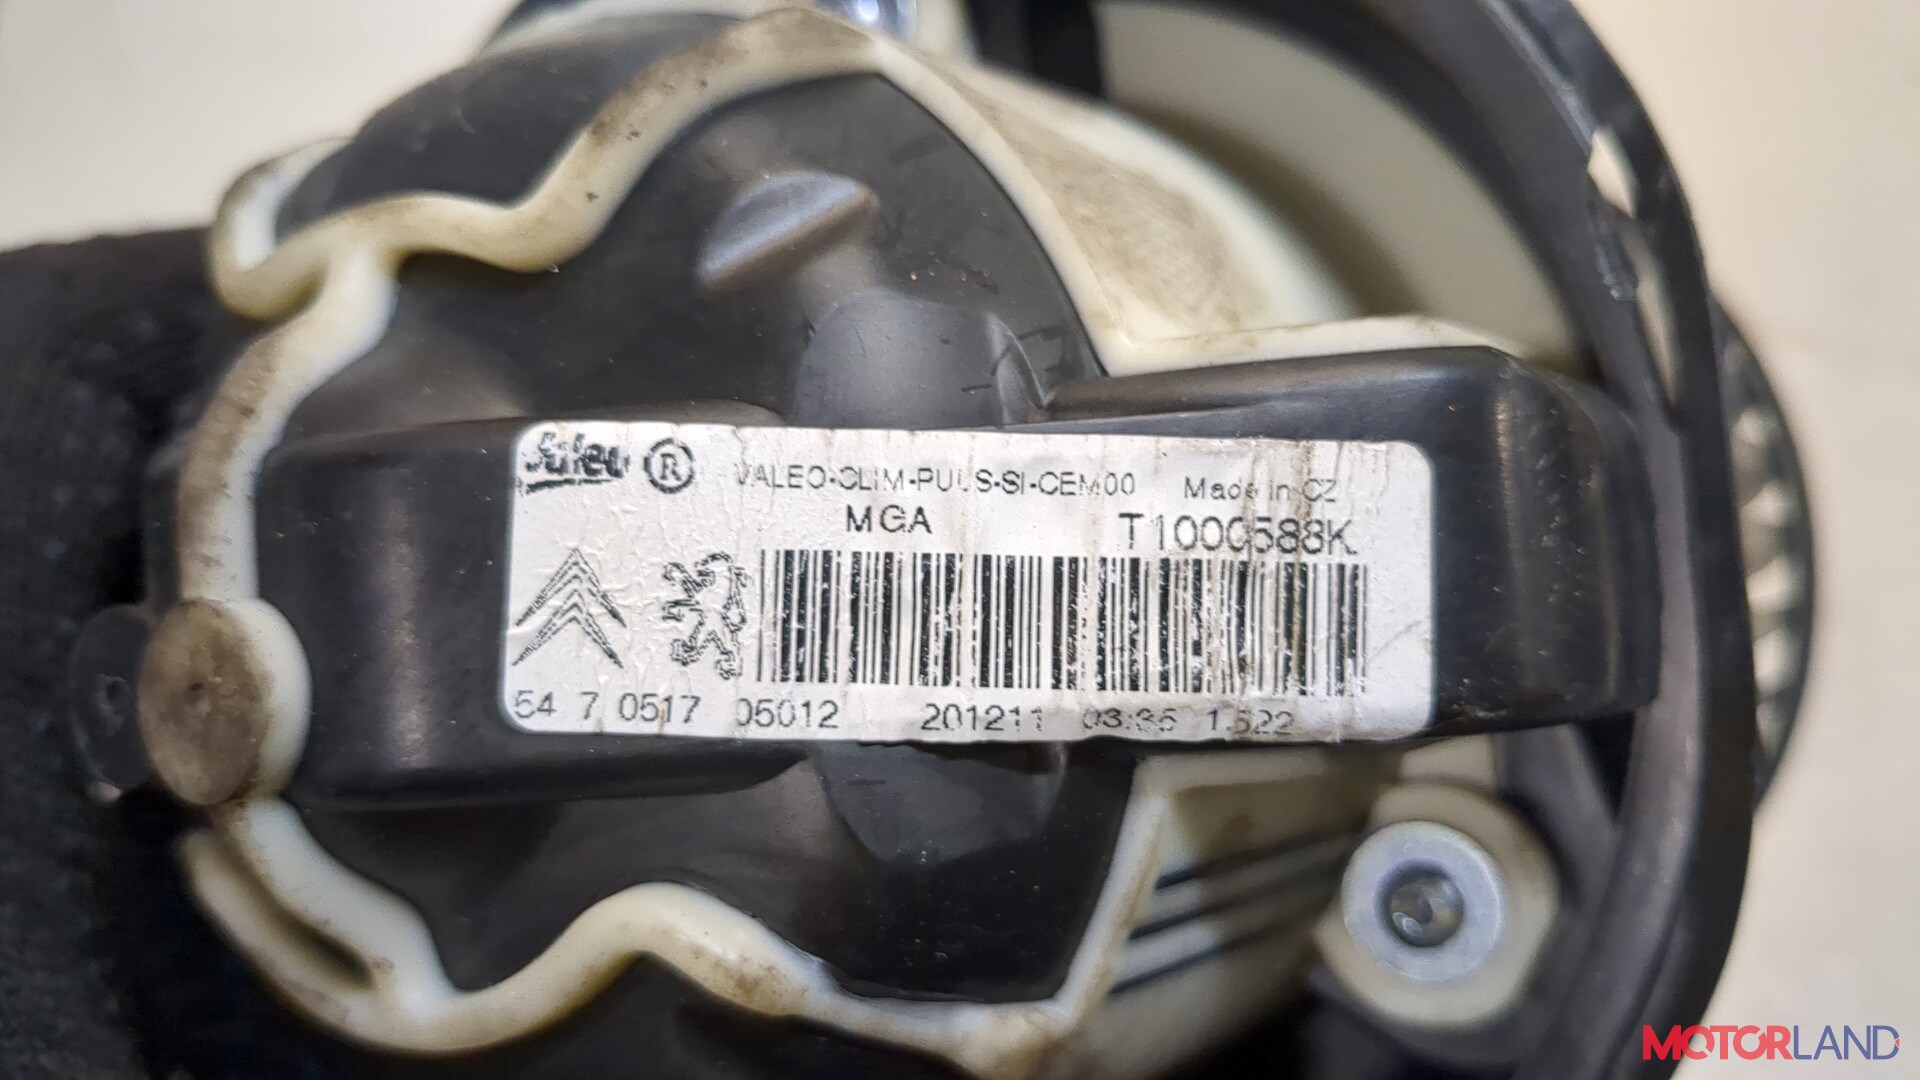 Valeo ® VALEO-CLIM-PULS-SI-CEM00 Made in CZ
MGA T1000588K
54 7 0517 05012 201211 03:35 1.522
MOTORLAND